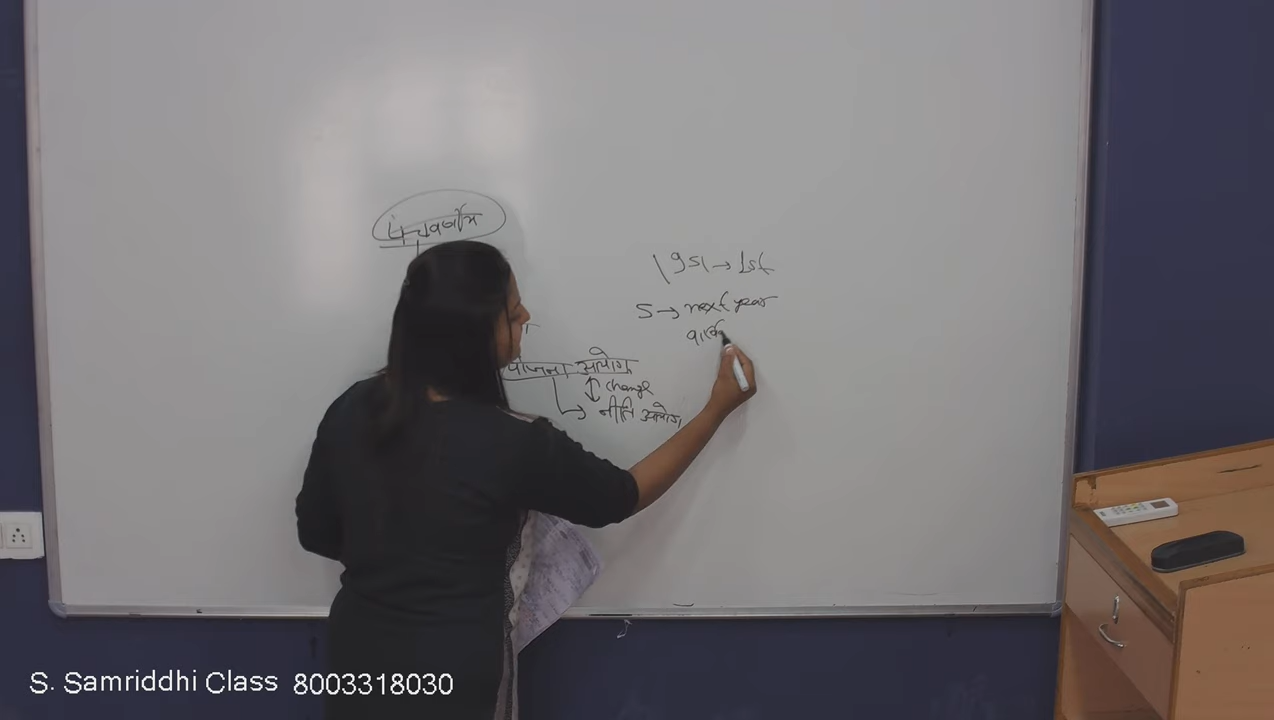 पंचवर्षीय
1951 → 1st
5 → next year
योजना आयोग
change
नीति आयोग
S. Samriddhi Class 8003318030